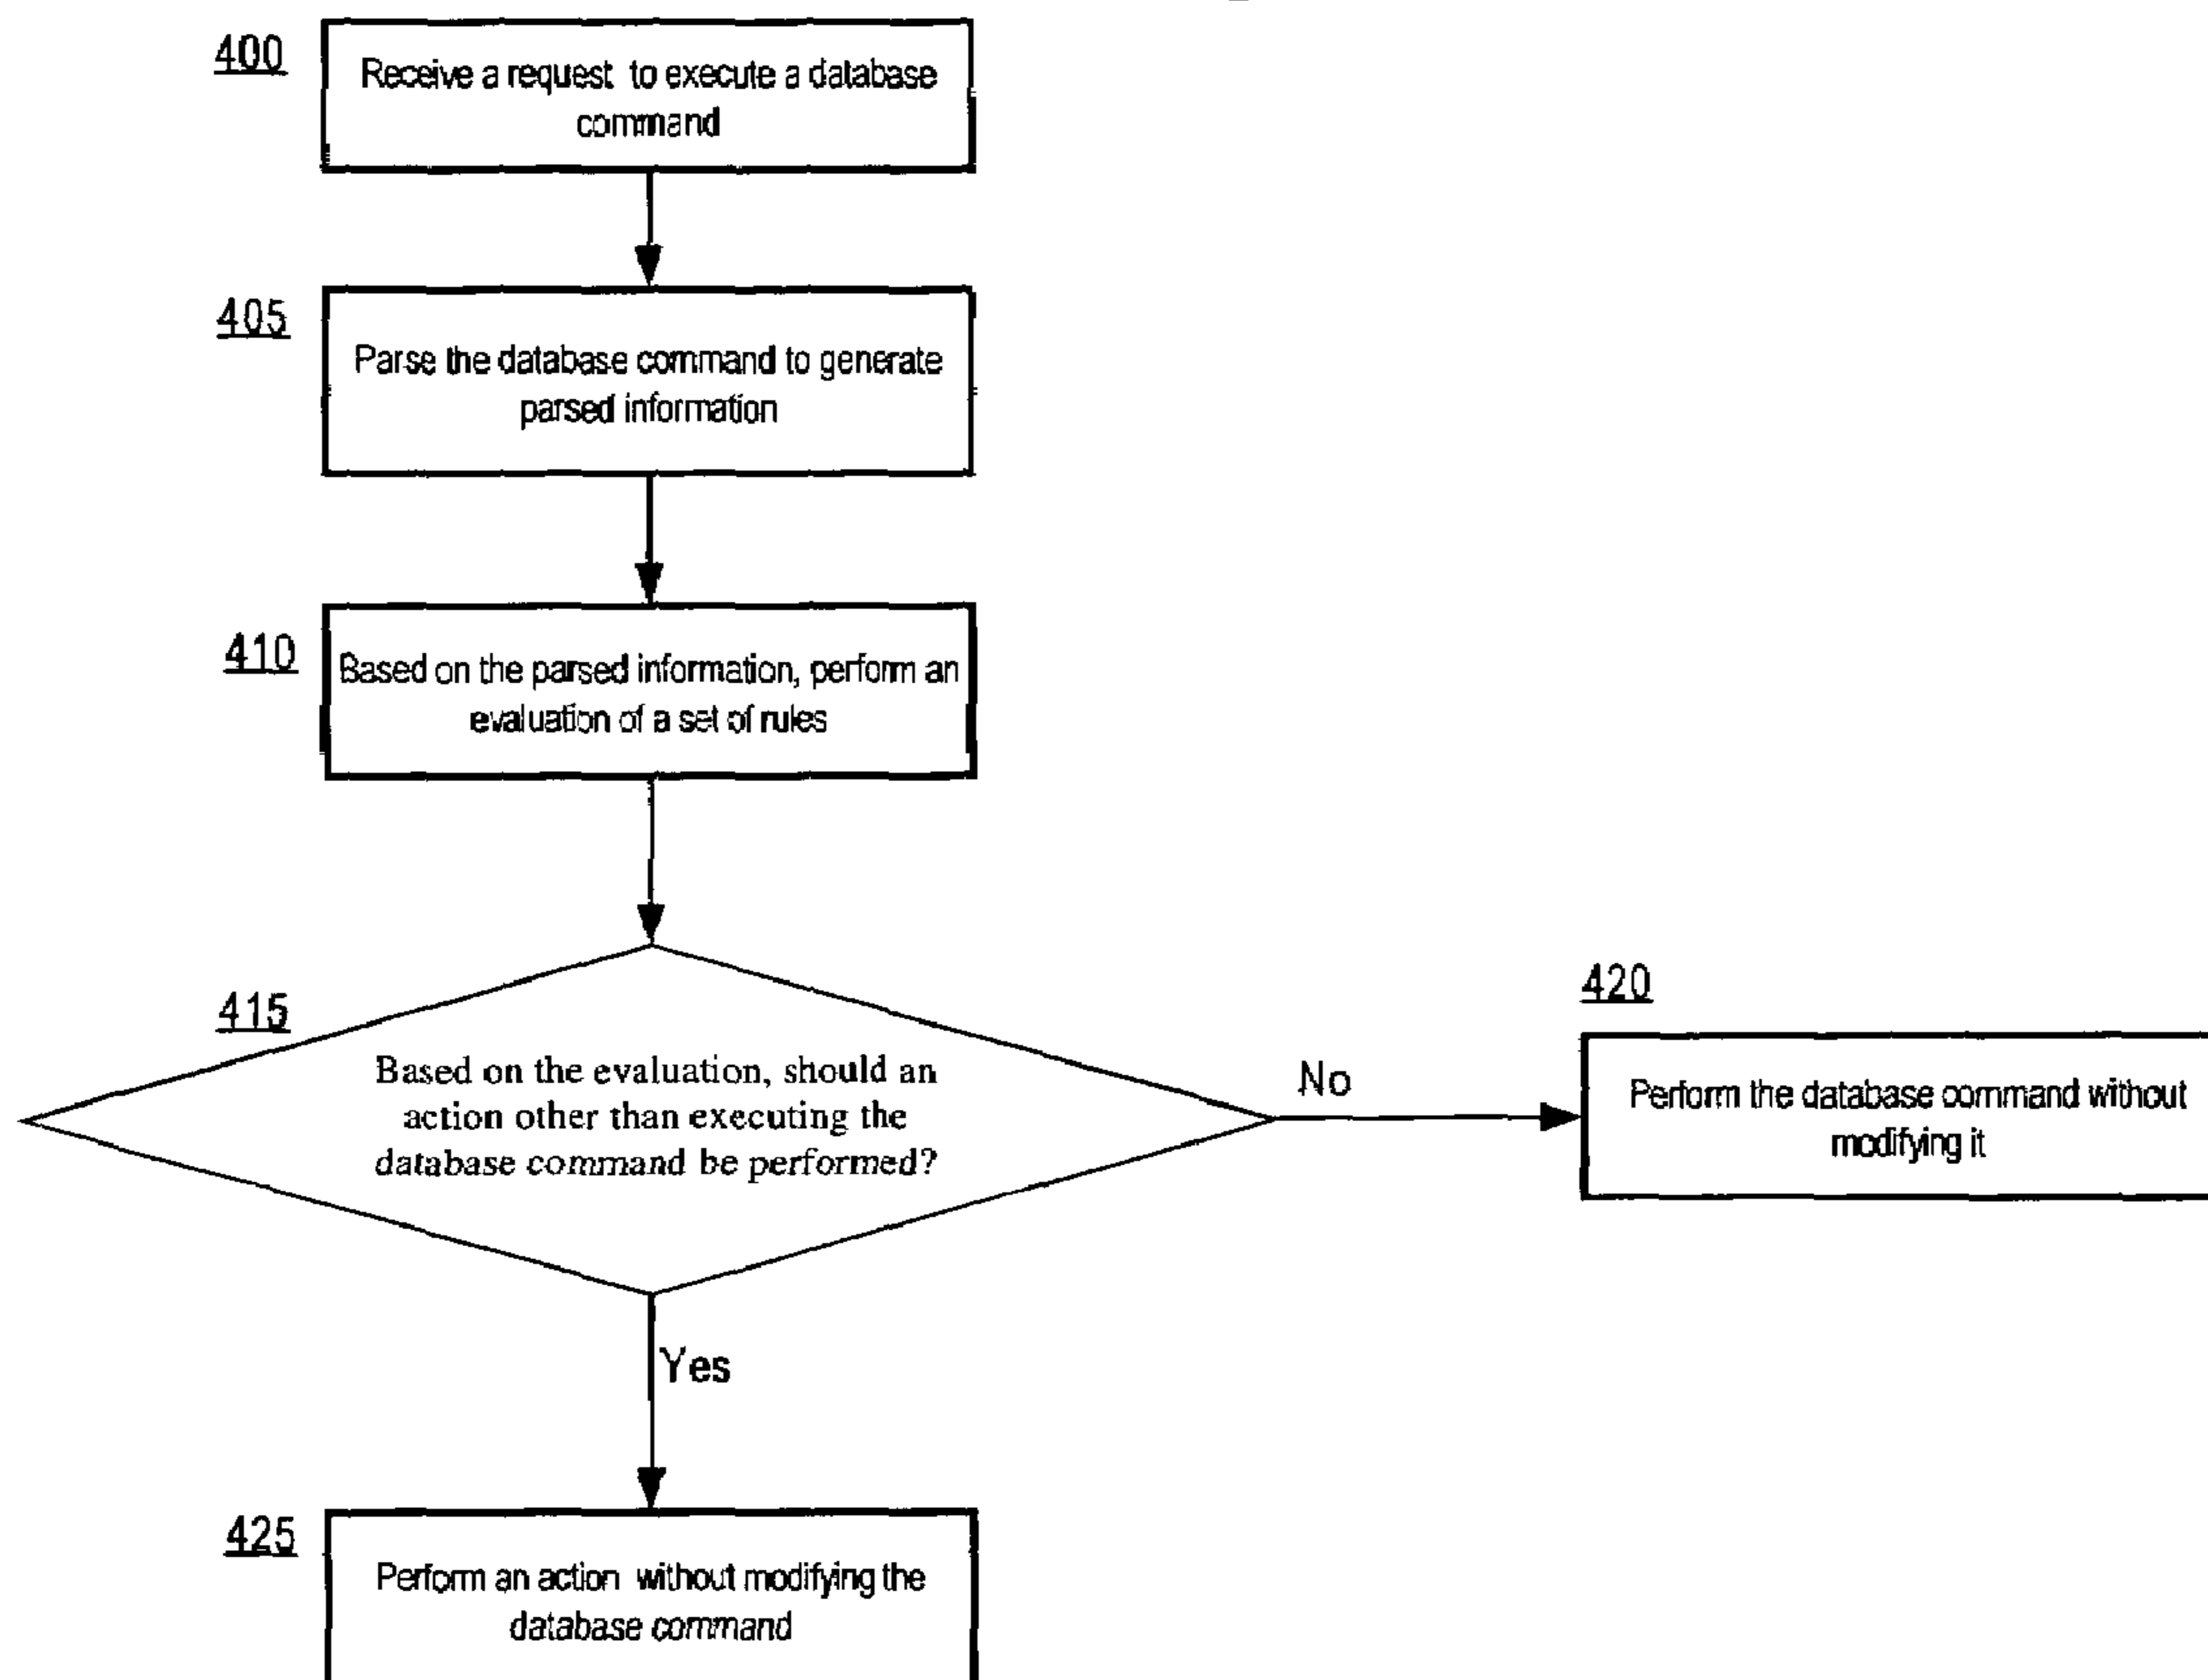 400
Receive a request to execute a database
command
405
Parse the database command to generate
parsed information
410
Based on the parsed information, perform an
evaluation of a set of rules
415
Based on the evaluation, should an
action other than executing the
database command be performed?
No
420
Perform the database command without
modifying it
Yes
425
Perform an action without modifying the
database command